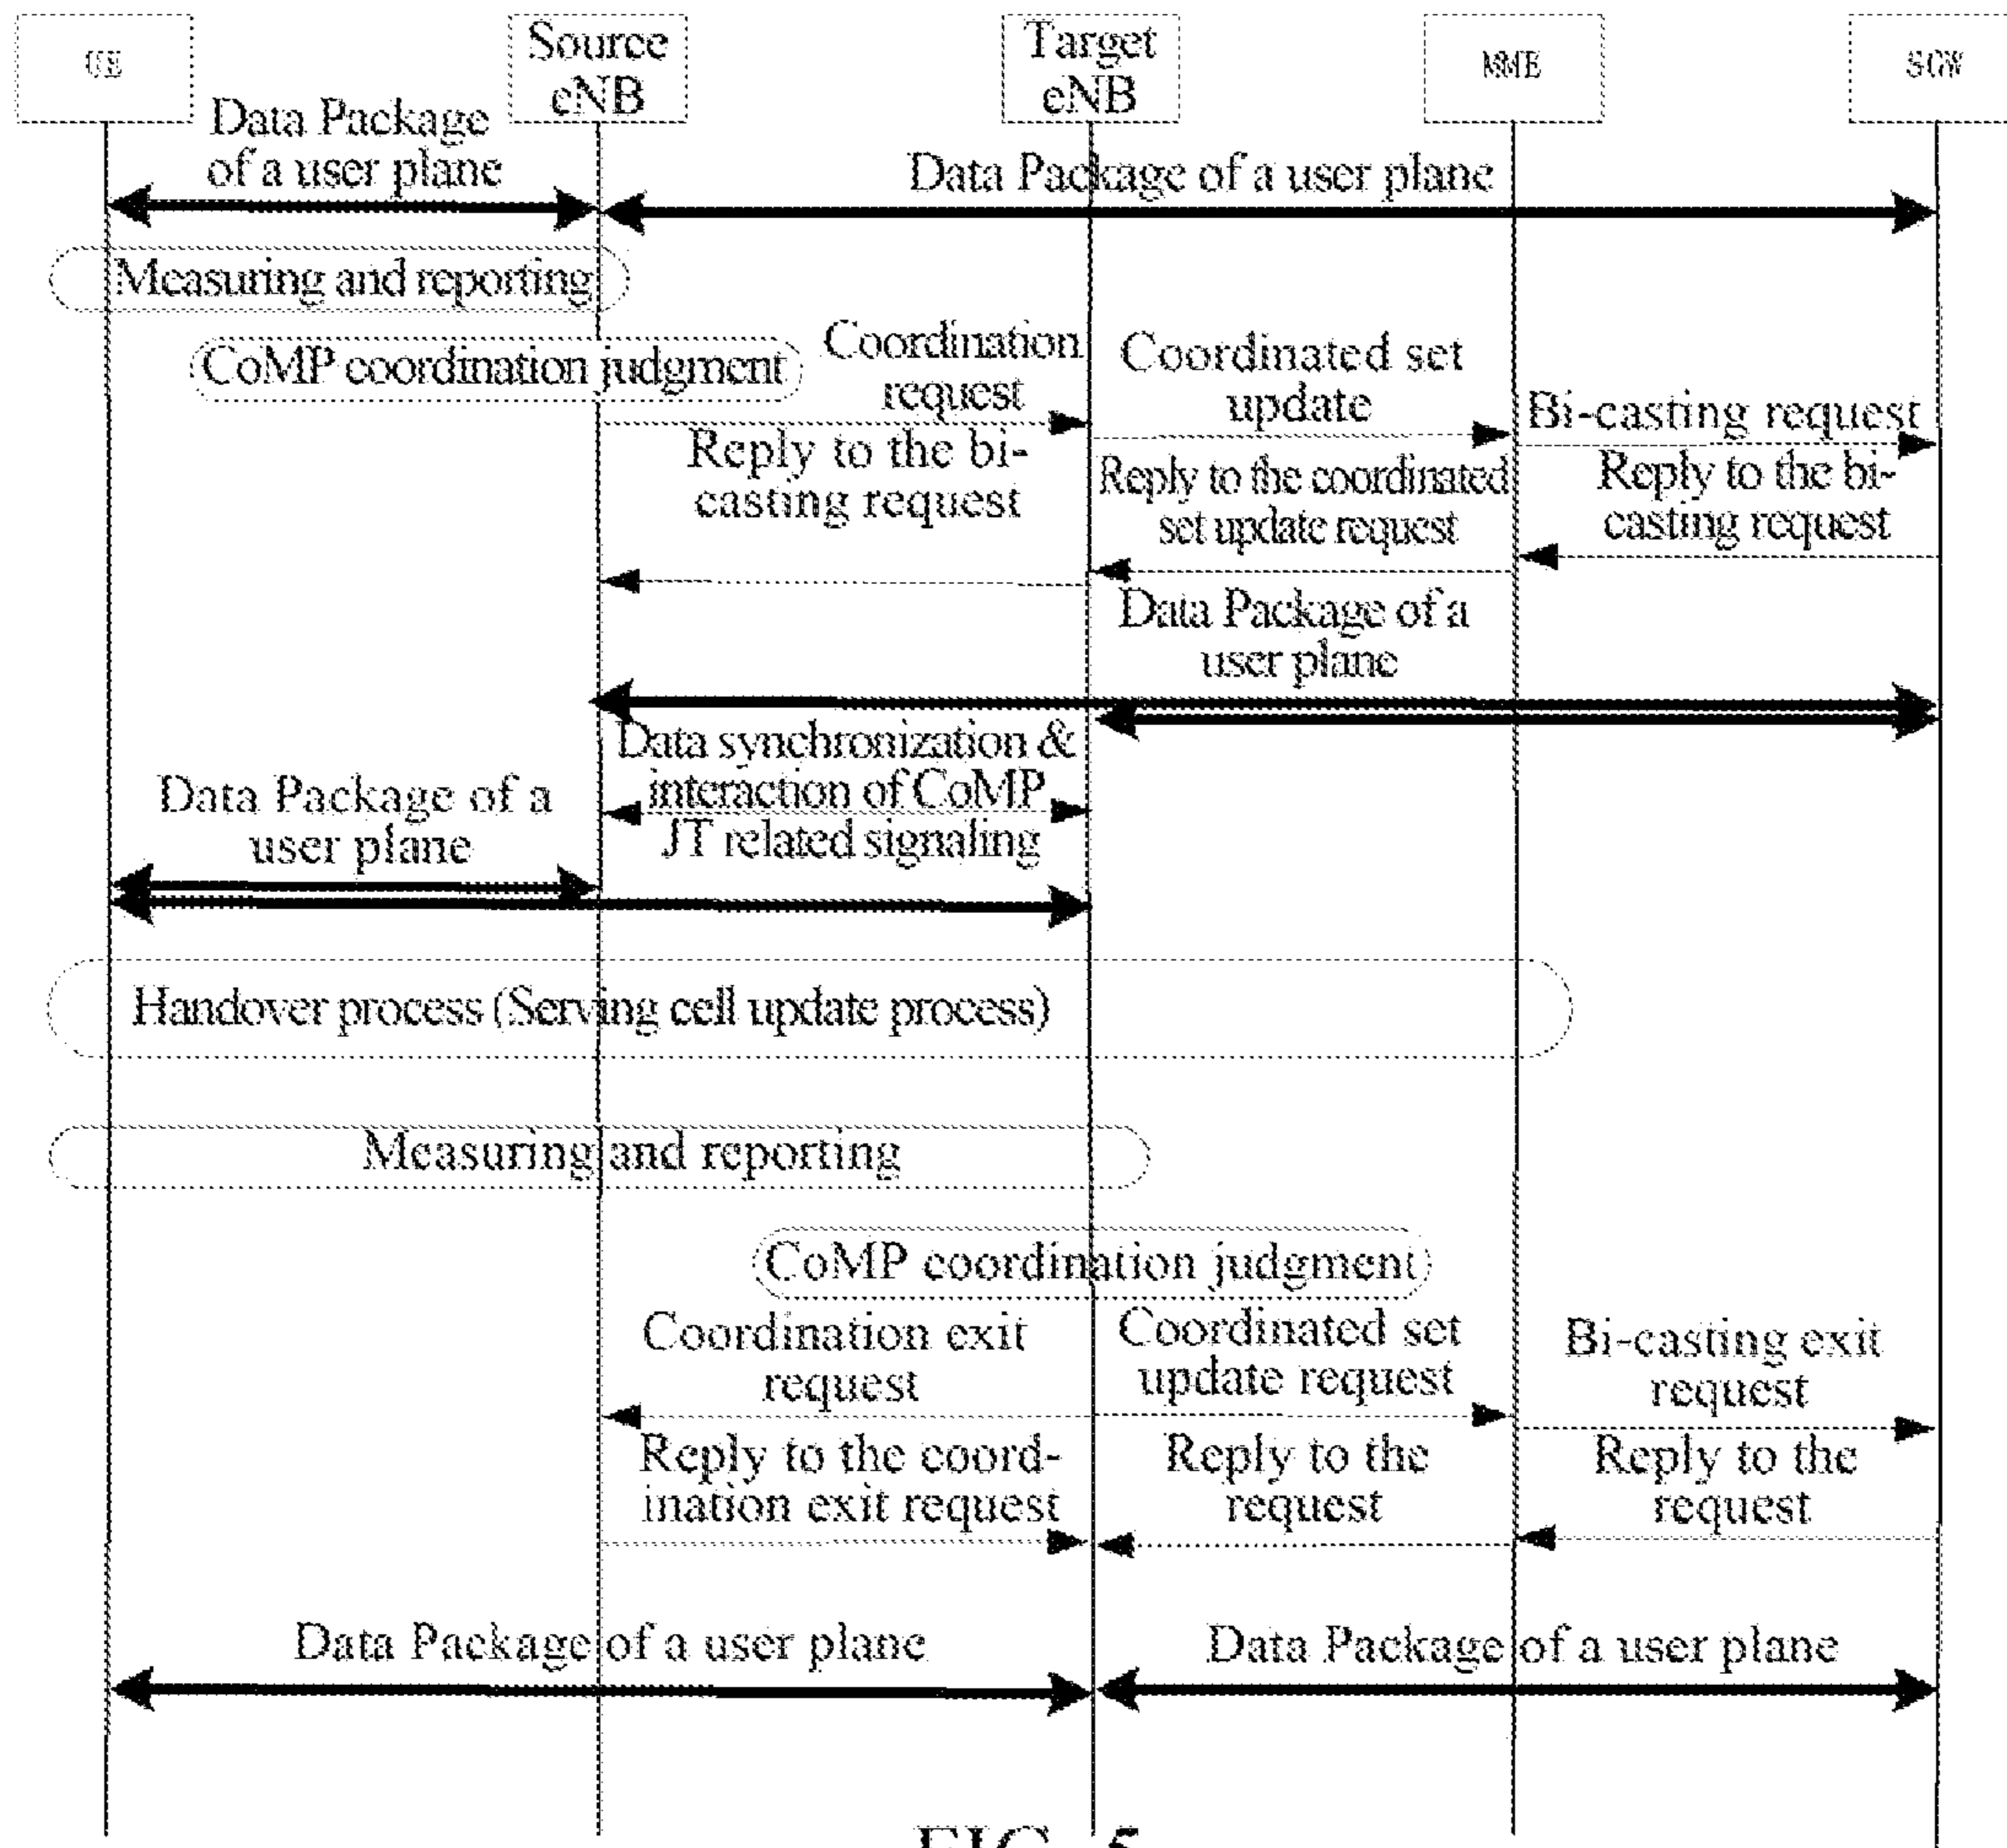 UE
Source
eNB
Target
eNB
MME
SGW
Data Package
of a user plane
Data Package of a user plane
Measuring and reporting
CoMP coordination judgment
Coordination
request
Coordinated set
update
Bi-casting request
Reply to the bi-
casting request
Reply to the coordinated
set update request
Reply to the bi-
casting request
Data Package of a
user plane
Data synchronization &
interaction of CoMP
JT related signaling
Data Package of a
user plane
Handover process (Serving cell update process)
Measuring and reporting
CoMP coordination judgment
Coordination exit
request
Coordinated set
update request
Bi-casting exit
request
Reply to the coord-
ination exit request
Reply to the
request
Reply to the
request
Data Package of a user plane
Data Package of a user plane
FIG. 5